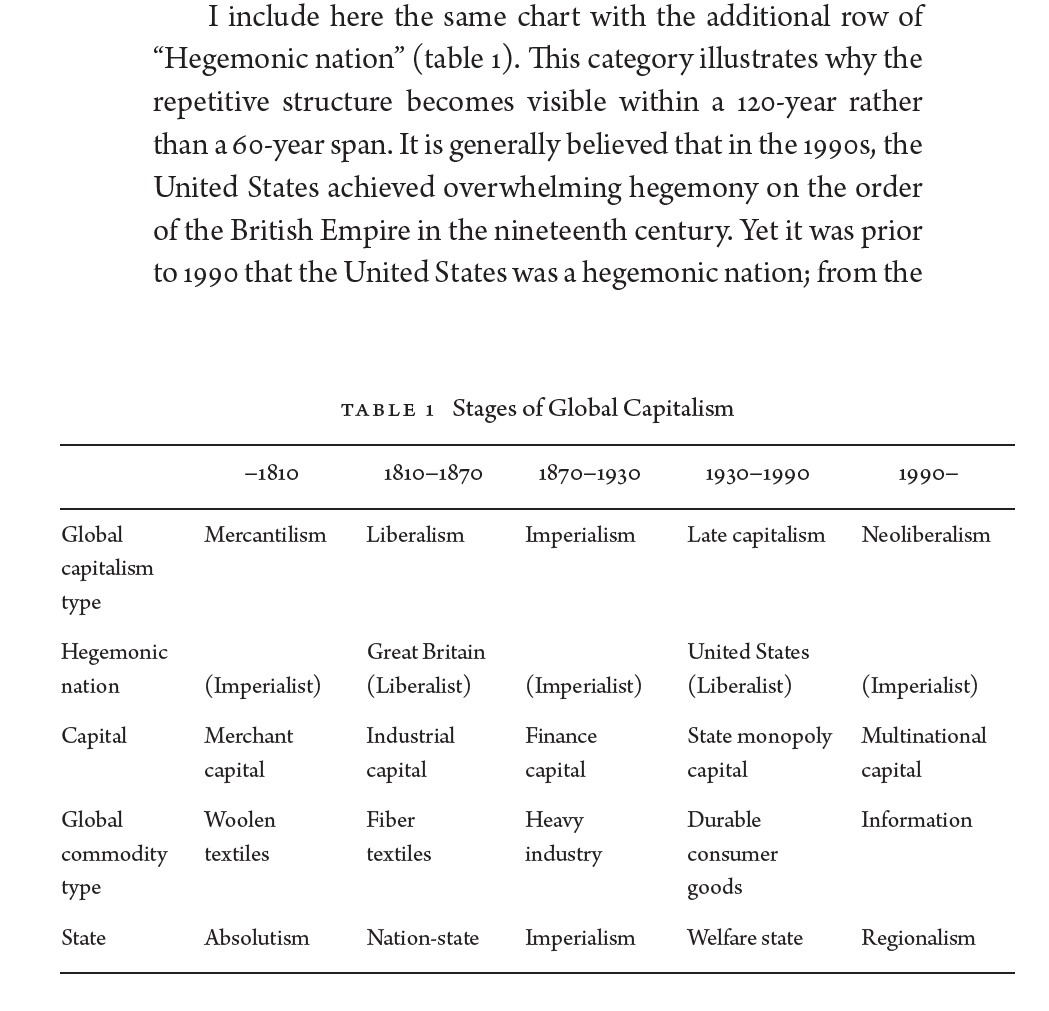 I include here the same chart with the additional row of
“Hegemonic nation” (table 1). This category illustrates why the
repetitive structure becomes visible within a 120-year rather
than a 60-year span. It is generally believed that in the 1990s, the
United States achieved overwhelming hegemony on the order
of the British Empire in the nineteenth century. Yet it was prior
to 1990 that the United States was a hegemonic nation; from the
TABLE 1 Stages of Global Capitalism
–1810 1810–1870 1870–1930 1930–1990 1990–
Global Mercantilism Liberalism Imperialism Late capitalism Neoliberalism
capitalism
type
Hegemonic Great Britain United States
nation (Imperialist) (Liberalist) (Imperialist) (Liberalist) (Imperialist)
Capital Merchant Industrial Finance State monopoly Multinational
capital capital capital capital capital
Global Woolen Fiber Heavy Durable Information
commodity textiles textiles industry consumer
type goods
State Absolutism Nation-state Imperialism Welfare state Regionalism